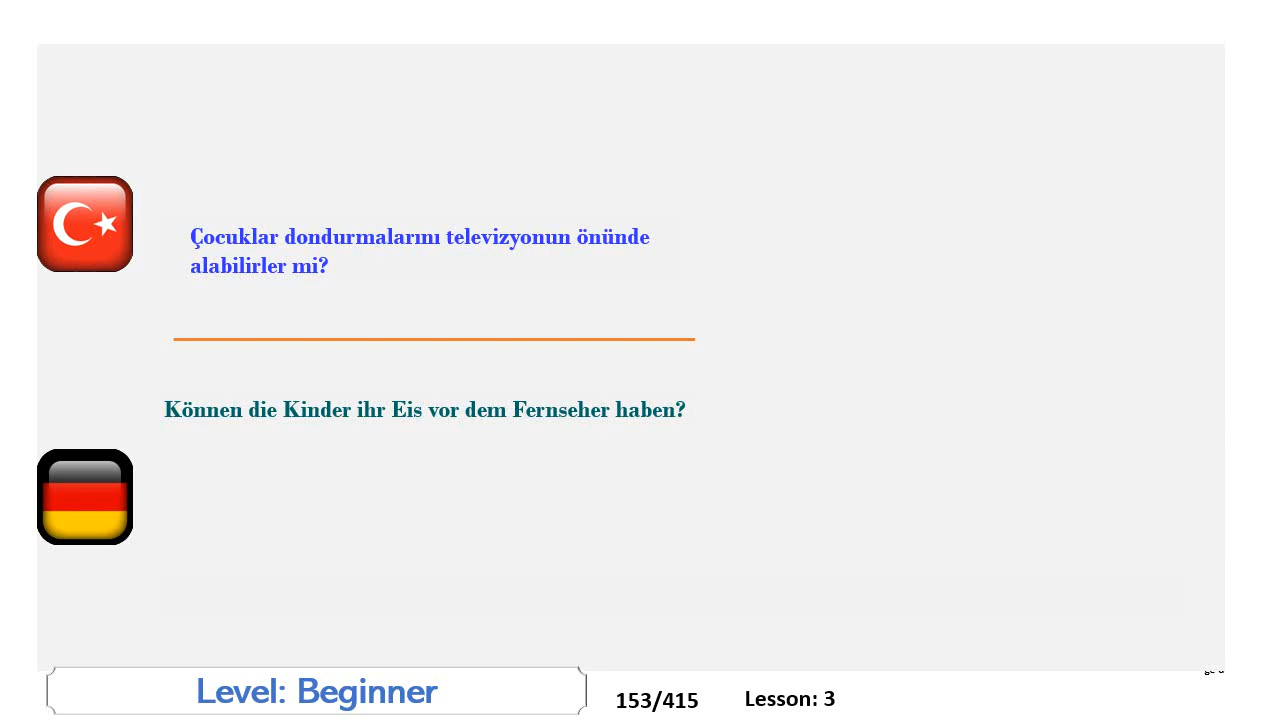 Çocuklar dondurmalarını televizyonun önünde
alabilirler mi?
Können die Kinder ihr Eis vor dem Fernseher haben?
Level: Beginner
153/415
Lesson: 3